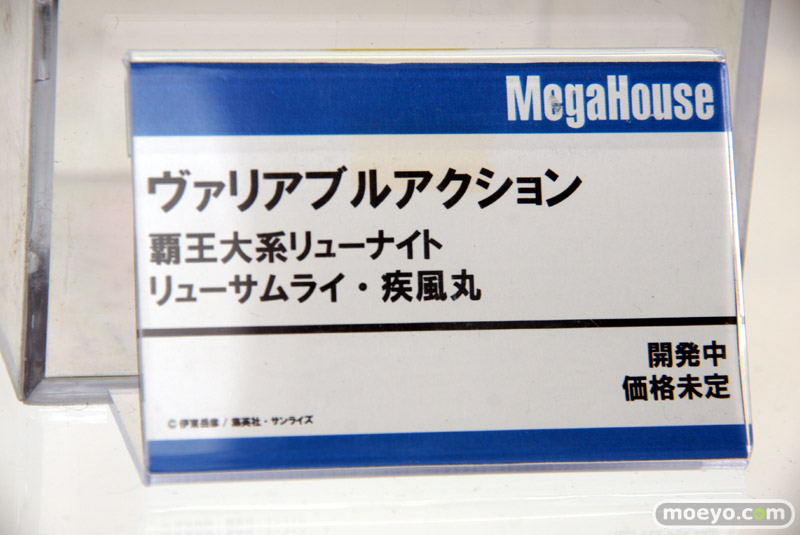 MegaHouse
ヴァリアブルアクション
覇王大系リューナイト
リューサムライ・疾風丸
開発中
価格未定
©伊東岳彦/集英社・サンライズ
moeyo.com